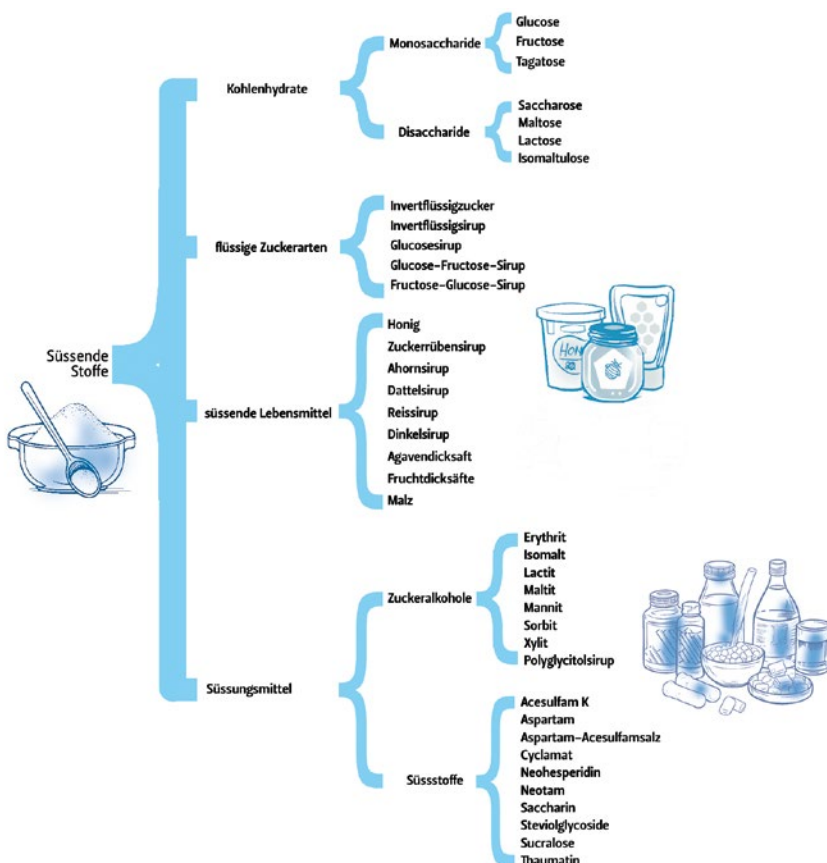 Süssende
Stoffe
Kohlenhydrate
Monosaccharide
Glucose
Fructose
Tagatose
Disaccharide
Saccharose
Maltose
Lactose
Isomaltulose
flüssige Zuckerarten
Invertflüssigzucker
Invertflüssigsirup
Glucosesirup
Glucose-Fructose-Sirup
Fructose-Glucose-Sirup
süssende Lebensmittel
Honig
Zuckerrübensirup
Ahornsirup
Dattelsirup
Reissirup
Dinkelsirup
Agavendicksaft
Fruchtdicksäfte
Malz
HON
Süssungsmittel
Zuckeralkohole
Erythrit
Isomalt
Lactit
Maltit
Mannit
Sorbit
Xylit
Polyglycitolsirup
Süssstoffe
Acesulfam K
Aspartam
Aspartam-Acesulfamsalz
Cyclamat
Neohesperidin
Neotam
Saccharin
Steviolglycoside
Sucralose
Thaumatin